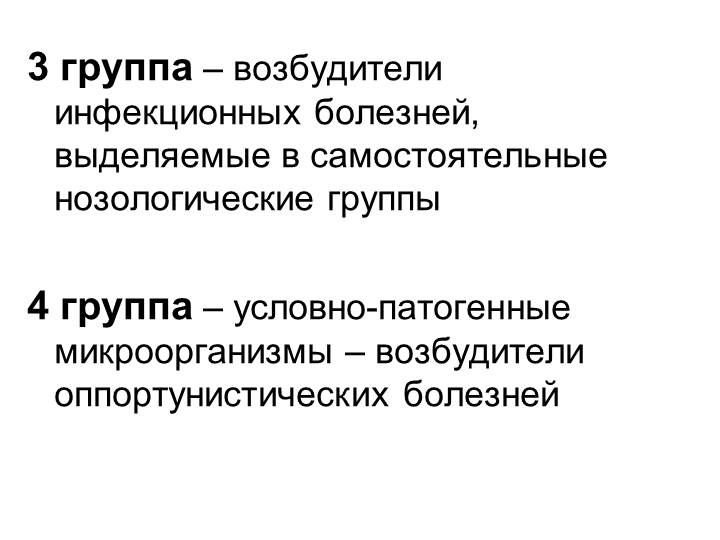 3 группа – возбудители
инфекционных болезней,
выделяемые в самостоятельные
нозологические группы
4 группа – условно-патогенные
микроорганизмы – возбудители
оппортунистических болезней